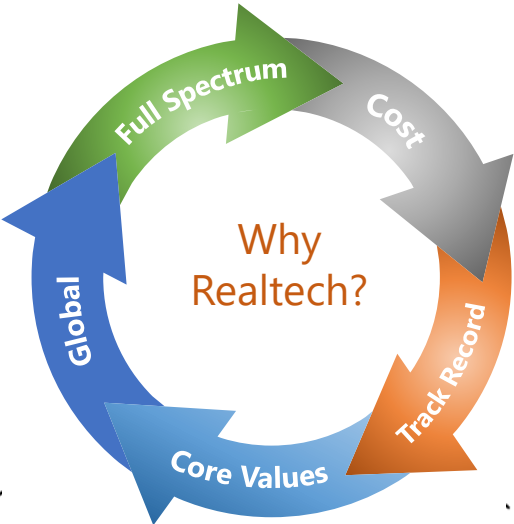 Full Spectrum
Cost
Why
Realtech?
Global
Track Record
Core Values